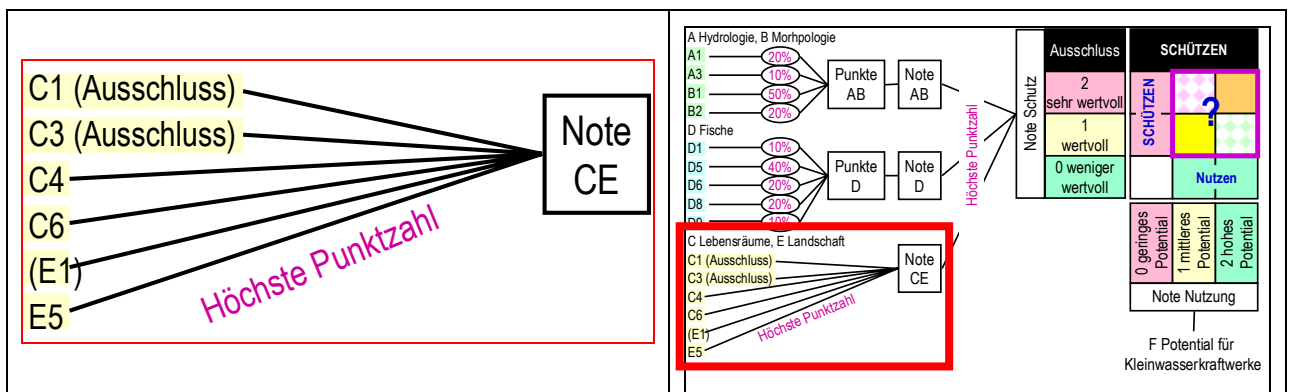 C1 (Ausschluss)
C3 (Ausschluss)
C4
C6
(E1)
E5
Höchste Punktzahl
Note
CE
A Hydrologie, B Morhpologie
A1
20%
A3
10%
B1
50%
B2
20%
Punkte
AB
Note
AB
D Fische
D1
10%
D5
40%
D6
20%
D8
20%
D9
10%
Punkte
D
Note
D
C Lebensräume, E Landschaft
C1 (Ausschluss)
C3 (Ausschluss)
C4
C6
(E1)
E5
Höchste Punktzahl
Note
CE
Höchste Punktzahl
Note Schutz
Ausschluss
2
sehr wertvoll
1
wertvoll
0 weniger
wertvoll
SCHÜTZEN
SCHÜTZEN
?
Nutzen
0 geringes
Potential
1 mittleres
Potential
2 hohes
Potential
Note Nutzung
F Potential für
Kleinwasserkraftwerke